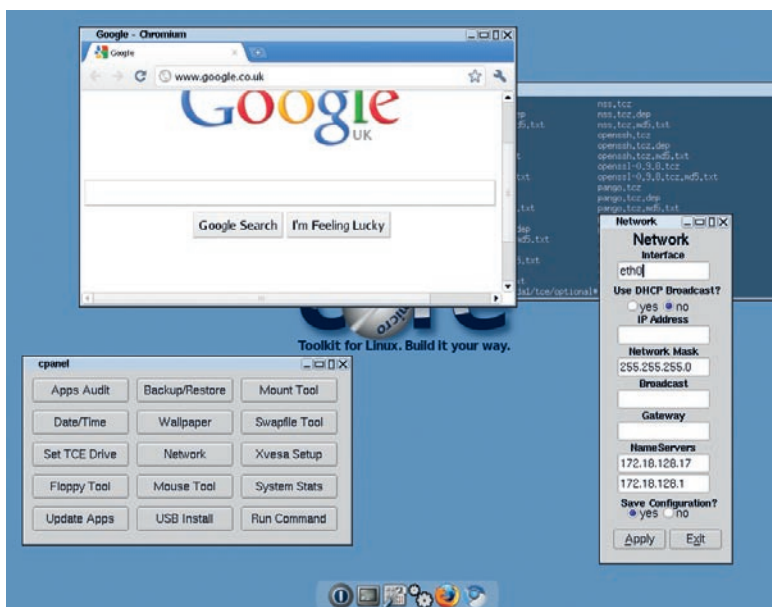 Google - Chromium
Google
www.google.co.uk
Google
UK
Google Search
I'm Feeling Lucky
nss.tcz
nss.tcz.dep
nss.tcz.md5.txt
openssh.tcz
openssh.tcz.dep
openssh.tcz.md5.txt
openssl-0.9.8.tcz
openssl-0.9.8.tcz.md5.txt
pango.tcz
pango.tcz.dep
pango.tcz.md5.txt
micro
Toolkit for Linux. Build it your way.
cpanel
Apps Audit
Backup/Restore
Mount Tool
Date/Time
Wallpaper
Swapfile Tool
Set TCE Drive
Network
Xvesa Setup
Floppy Tool
Mouse Tool
System Stats
Update Apps
USB Install
Run Command
Network
Network
Interface
eth0
Use DHCP Broadcast?
yes no
IP Address
Network Mask
255.255.255.0
Broadcast
Gateway
NameServers
172.18.128.17
172.18.128.1
Save Configuration?
yes no
Apply
Exit